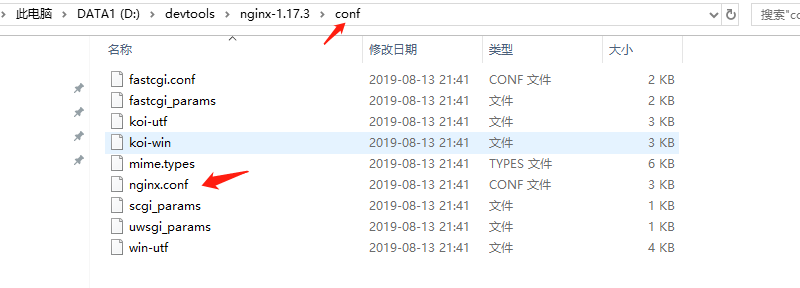 此电脑 > DATA1 (D:) > devtools > nginx-1.17.3 > conf 搜索"co
名称 修改日期 类型 大小
fastcgi.conf 2019-08-13 21:41 CONF 文件 2 KB
fastcgi_params 2019-08-13 21:41 文件 2 KB
koi-utf 2019-08-13 21:41 文件 3 KB
koi-win 2019-08-13 21:41 文件 3 KB
mime.types 2019-08-13 21:41 TYPES 文件 6 KB
nginx.conf 2019-08-13 21:41 CONF 文件 3 KB
scgi_params 2019-08-13 21:41 文件 1 KB
uwsgi_params 2019-08-13 21:41 文件 1 KB
win-utf 2019-08-13 21:41 文件 4 KB